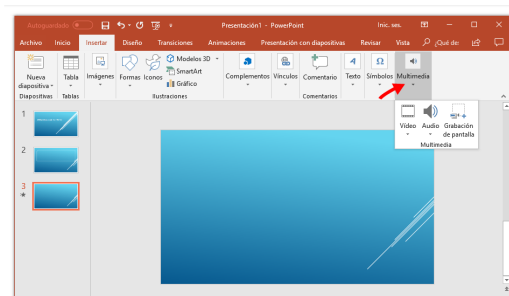 Autoguardado
Presentación1 - PowerPoint
Inic. ses.
Archivo Inicio Insertar Diseño Transiciones Animaciones Presentación con diapositivas Revisar Vista ¿Qué de
Nueva diapositiva
Tabla
Imágenes
Formas
Iconos
Modelos 3D
SmartArt
Gráfico
Complementos
Vínculos
Comentario
Texto
Símbolos
Multimedia
Diapositivas Tablas Ilustraciones Comentarios
Vídeo
Audio
Grabación de pantalla
Multimedia
1
2
3